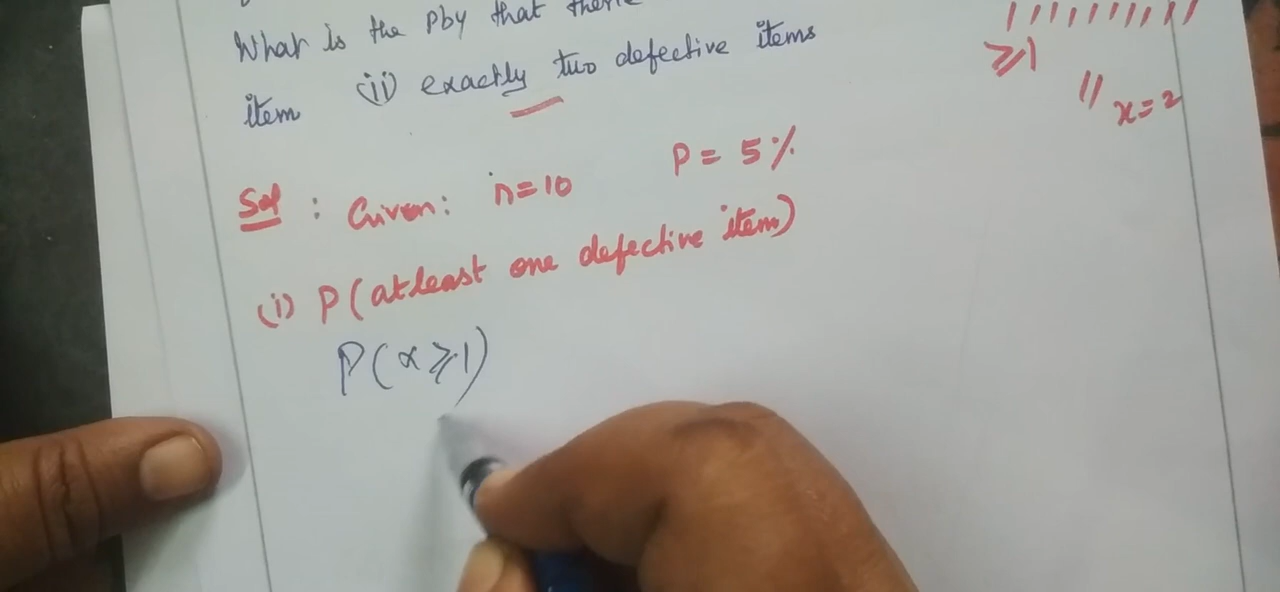 What is the Pby that there
item (ii) exactly two defective items
≥1
x=2
Sol : Given: n=10 P = 5%
(i) P(atleast one defective item)
P(x≥1)